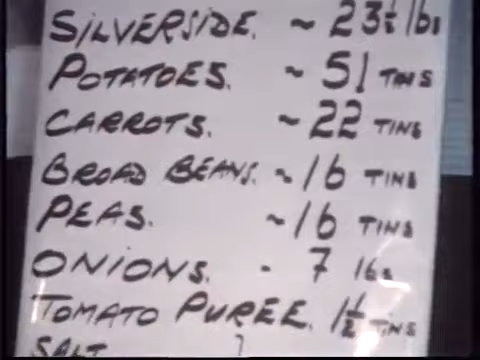 SILVERSIDE. ~ 23½ lbs
POTATOES. ~ 51 TINS
CARROTS. ~ 22 TINS
BROAD BEANS. ~ 16 TINS
PEAS. ~ 16 TINS
ONIONS. - 7 lbs
TOMATO PUREE. 1½ TINS
SALT